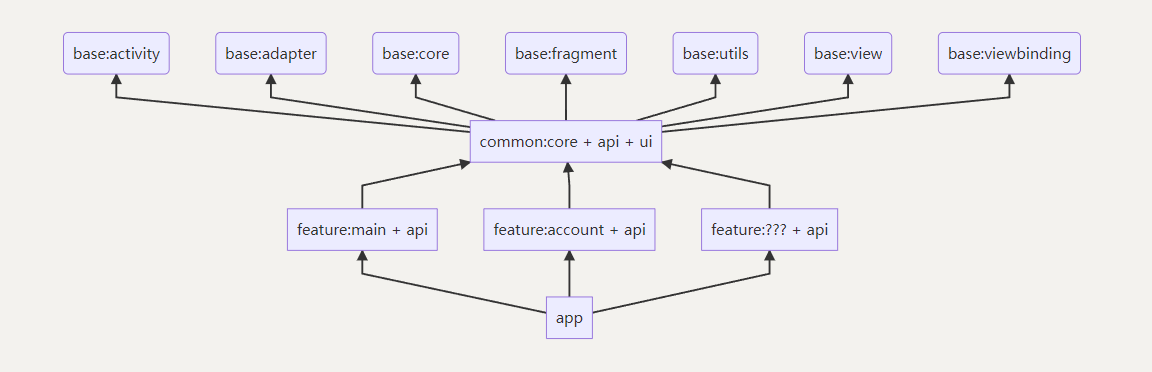 base:activity
base:adapter
base:core
base:fragment
base:utils
base:view
base:viewbinding
common:core + api + ui
feature:main + api
feature:account + api
feature:??? + api
app